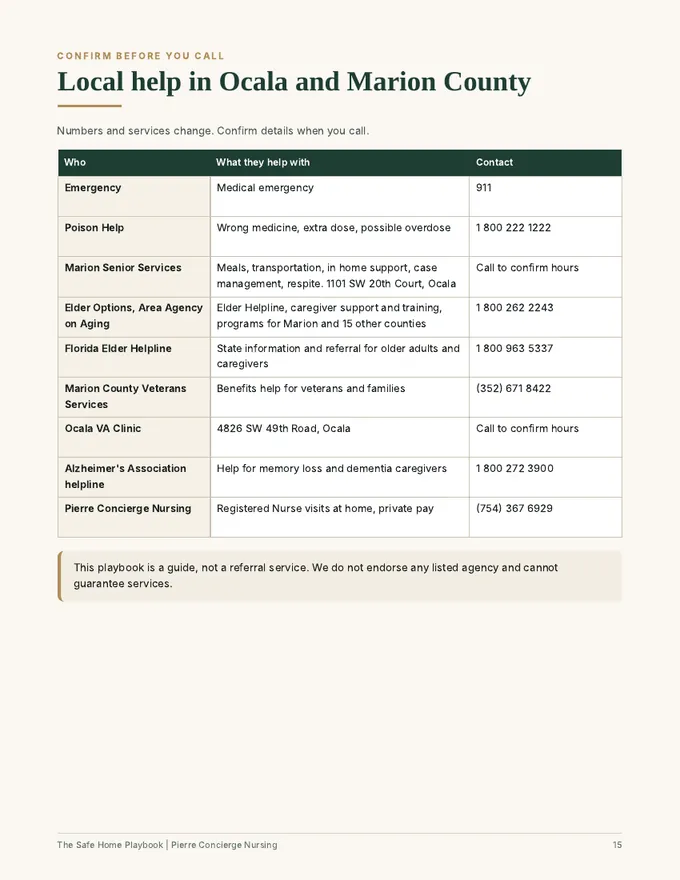 CONFIRM BEFORE YOU CALL
Local help in Ocala and Marion County
Numbers and services change. Confirm details when you call.
Who What they help with Contact
Emergency Medical emergency 911
Poison Help Wrong medicine, extra dose, possible overdose 1 800 222 1222
Marion Senior Services Meals, transportation, in home support, case Call to confirm hours
management, respite. 1101 SW 20th Court, Ocala
Elder Options, Area Agency Elder Helpline, caregiver support and training, 1 800 262 2243
on Aging programs for Marion and 15 other counties
Florida Elder Helpline State information and referral for older adults and 1 800 963 5337
caregivers
Marion County Veterans Benefits help for veterans and families (352) 671 8422
Services
Ocala VA Clinic 4826 SW 49th Road, Ocala Call to confirm hours
Alzheimer's Association Help for memory loss and dementia caregivers 1 800 272 3900
helpline
Pierre Concierge Nursing Registered Nurse visits at home, private pay (754) 367 6929
This playbook is a guide, not a referral service. We do not endorse any listed agency and cannot
guarantee services.
The Safe Home Playbook | Pierre Concierge Nursing 15